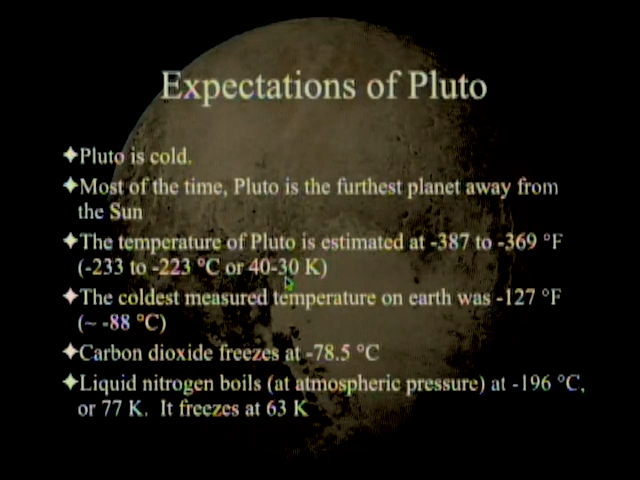 Expectations of Pluto
✦Pluto is cold.
✦Most of the time, Pluto is the furthest planet away from
the Sun
✦The temperature of Pluto is estimated at -387 to -369 °F
(-233 to -223 °C or 40-30 K)
✦The coldest measured temperature on earth was -127 °F
(~ -88 °C)
✦Carbon dioxide freezes at -78.5 °C
✦Liquid nitrogen boils (at atmospheric pressure) at -196 °C,
or 77 K. It freezes at 63 K